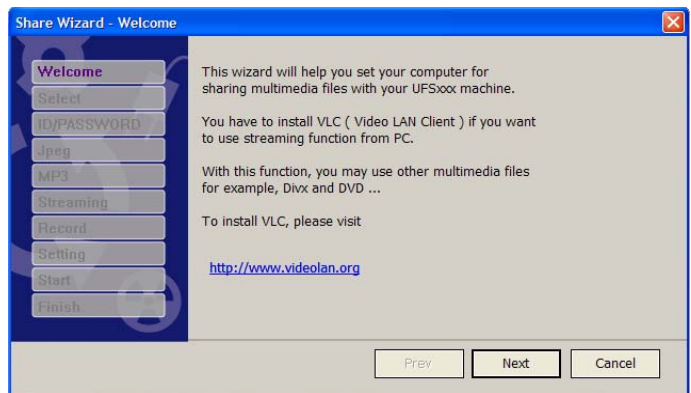 Share Wizard - Welcome
Welcome
Select
ID/PASSWORD
Jpeg
MP3
Streaming
Record
Setting
Start
Finish
This wizard will help you set your computer for
sharing multimedia files with your UFSxxx machine.
You have to install VLC ( Video LAN Client ) if you want
to use streaming function from PC.
With this function, you may use other multimedia files
for example, Divx and DVD ...
To install VLC, please visit
http://www.videolan.org
Prev
Next
Cancel